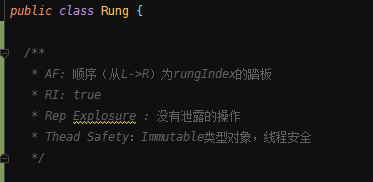 public class Rung {
/**
* AF: 顺序（从L->R）为rungIndex的踏板
* RI: true
* Rep Explosure : 没有泄露的操作
* Thead Safety：Immutable类型对象，线程安全
*/